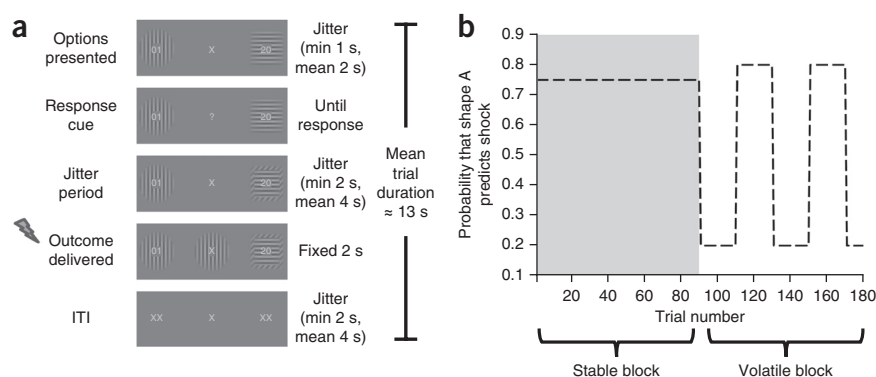 a
Options
presented
01 X 20
Jitter
(min 1 s,
mean 2 s)
Response
cue
01 ? 20
Until
response
Jitter
period
01 X 20
Jitter
(min 2 s,
mean 4 s)
Outcome
delivered
01 X 20
Fixed 2 s
ITI
XX X XX
Jitter
(min 2 s,
mean 4 s)
Mean
trial
duration
≈ 13 s
b
Probability that shape A
predicts shock
0.9
0.8
0.7
0.6
0.5
0.4
0.3
0.2
0.1
20 40 60 80 100 120 140 160 180
Trial number
Stable block
Volatile block